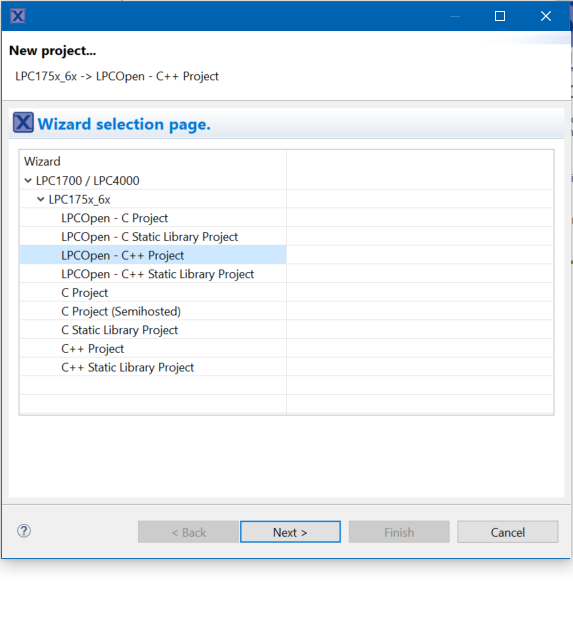 New project...
LPC175x_6x -> LPCOpen - C++ Project
Wizard selection page.
Wizard
LPC1700 / LPC4000
LPC175x_6x
LPCOpen - C Project
LPCOpen - C Static Library Project
LPCOpen - C++ Project
LPCOpen - C++ Static Library Project
C Project
C Project (Semihosted)
C Static Library Project
C++ Project
C++ Static Library Project
< Back Next > Finish Cancel